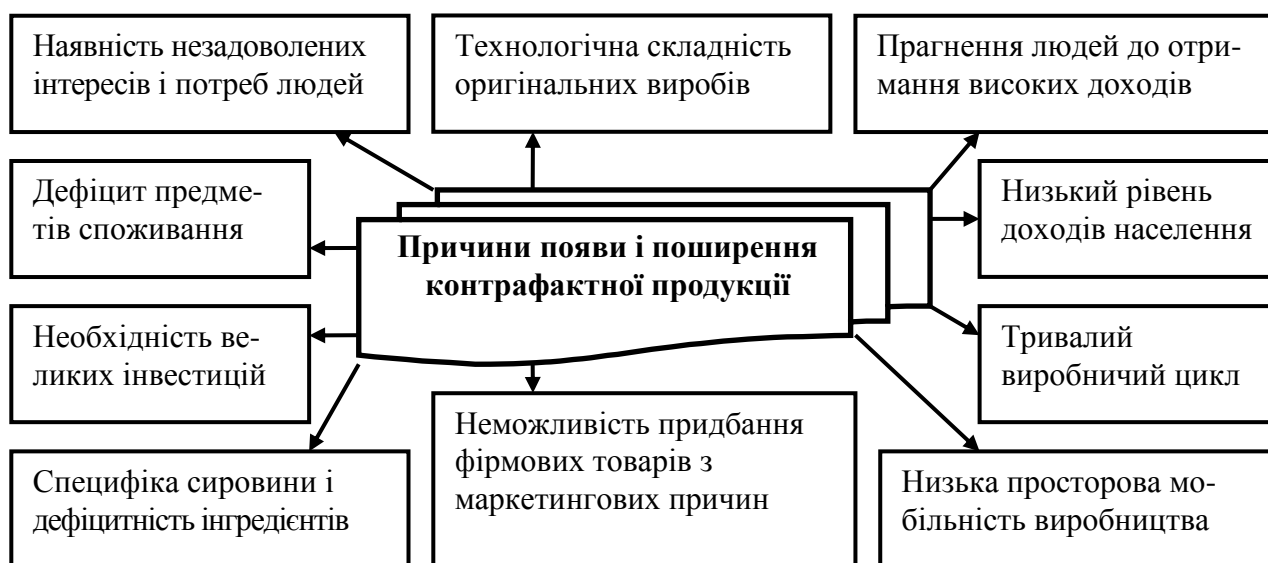 Наявність незадоволених
інтересів і потреб людей
Технологічна складність
оригінальних виробів
Прагнення людей до отри-
мання високих доходів
Дефіцит предме-
тів споживання
Причини появи і поширення
контрафактної продукції
Низький рівень
доходів населення
Необхідність ве-
ликих інвестицій
Тривалий
виробничий цикл
Специфіка сировини і
дефіцитність інгредієнтів
Неможливість придбання
фірмових товарів з
маркетингових причин
Низька просторова мо-
більність виробництва